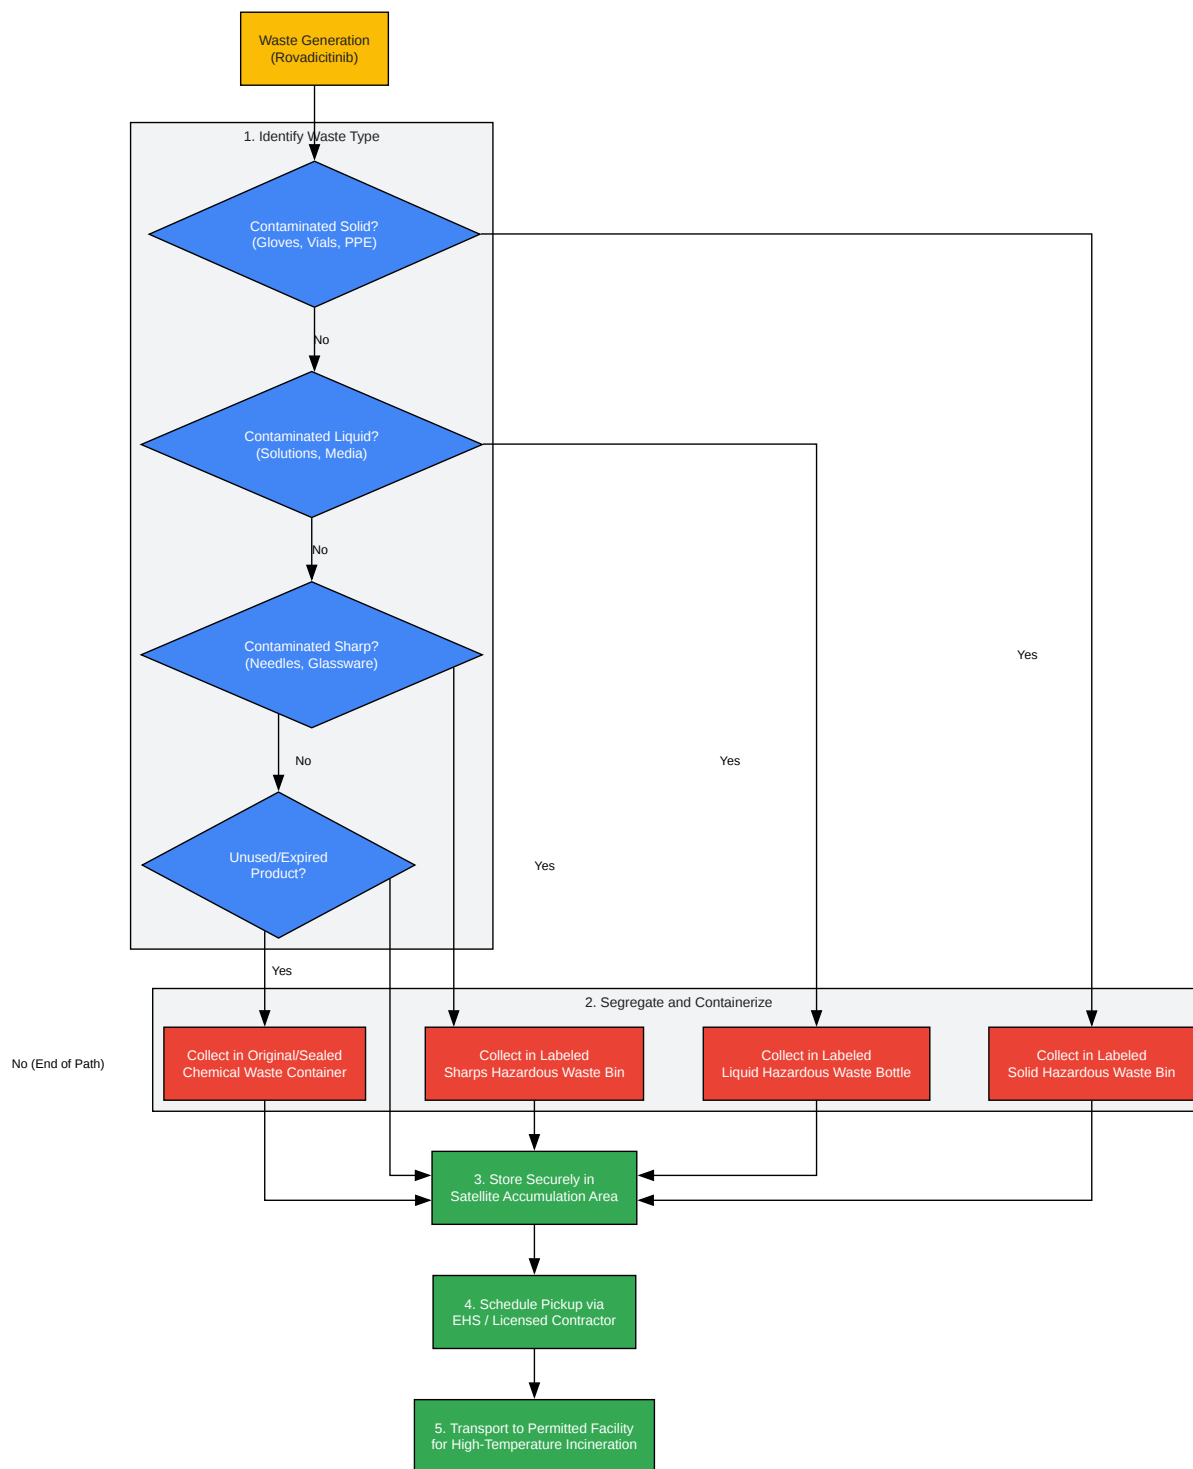 Waste Generation
(Rovadicitinib)
1. Identify Waste Type
Contaminated Solid?
(Gloves, Vials, PPE)
No
Contaminated Liquid?
(Solutions, Media)
No
Contaminated Sharp?
(Needles, Glassware)
Yes
No
Yes
Unused/Expired
Product?
Yes
Yes
2. Segregate and Containerize
Collect in Original/Sealed
Chemical Waste Container
Collect in Labeled
Sharps Hazardous Waste Bin
Collect in Labeled
Liquid Hazardous Waste Bottle
Collect in Labeled
Solid Hazardous Waste Bin
No (End of Path)
3. Store Securely in
Satellite Accumulation Area
4. Schedule Pickup via
EHS / Licensed Contractor
5. Transport to Permitted Facility
for High-Temperature Incineration